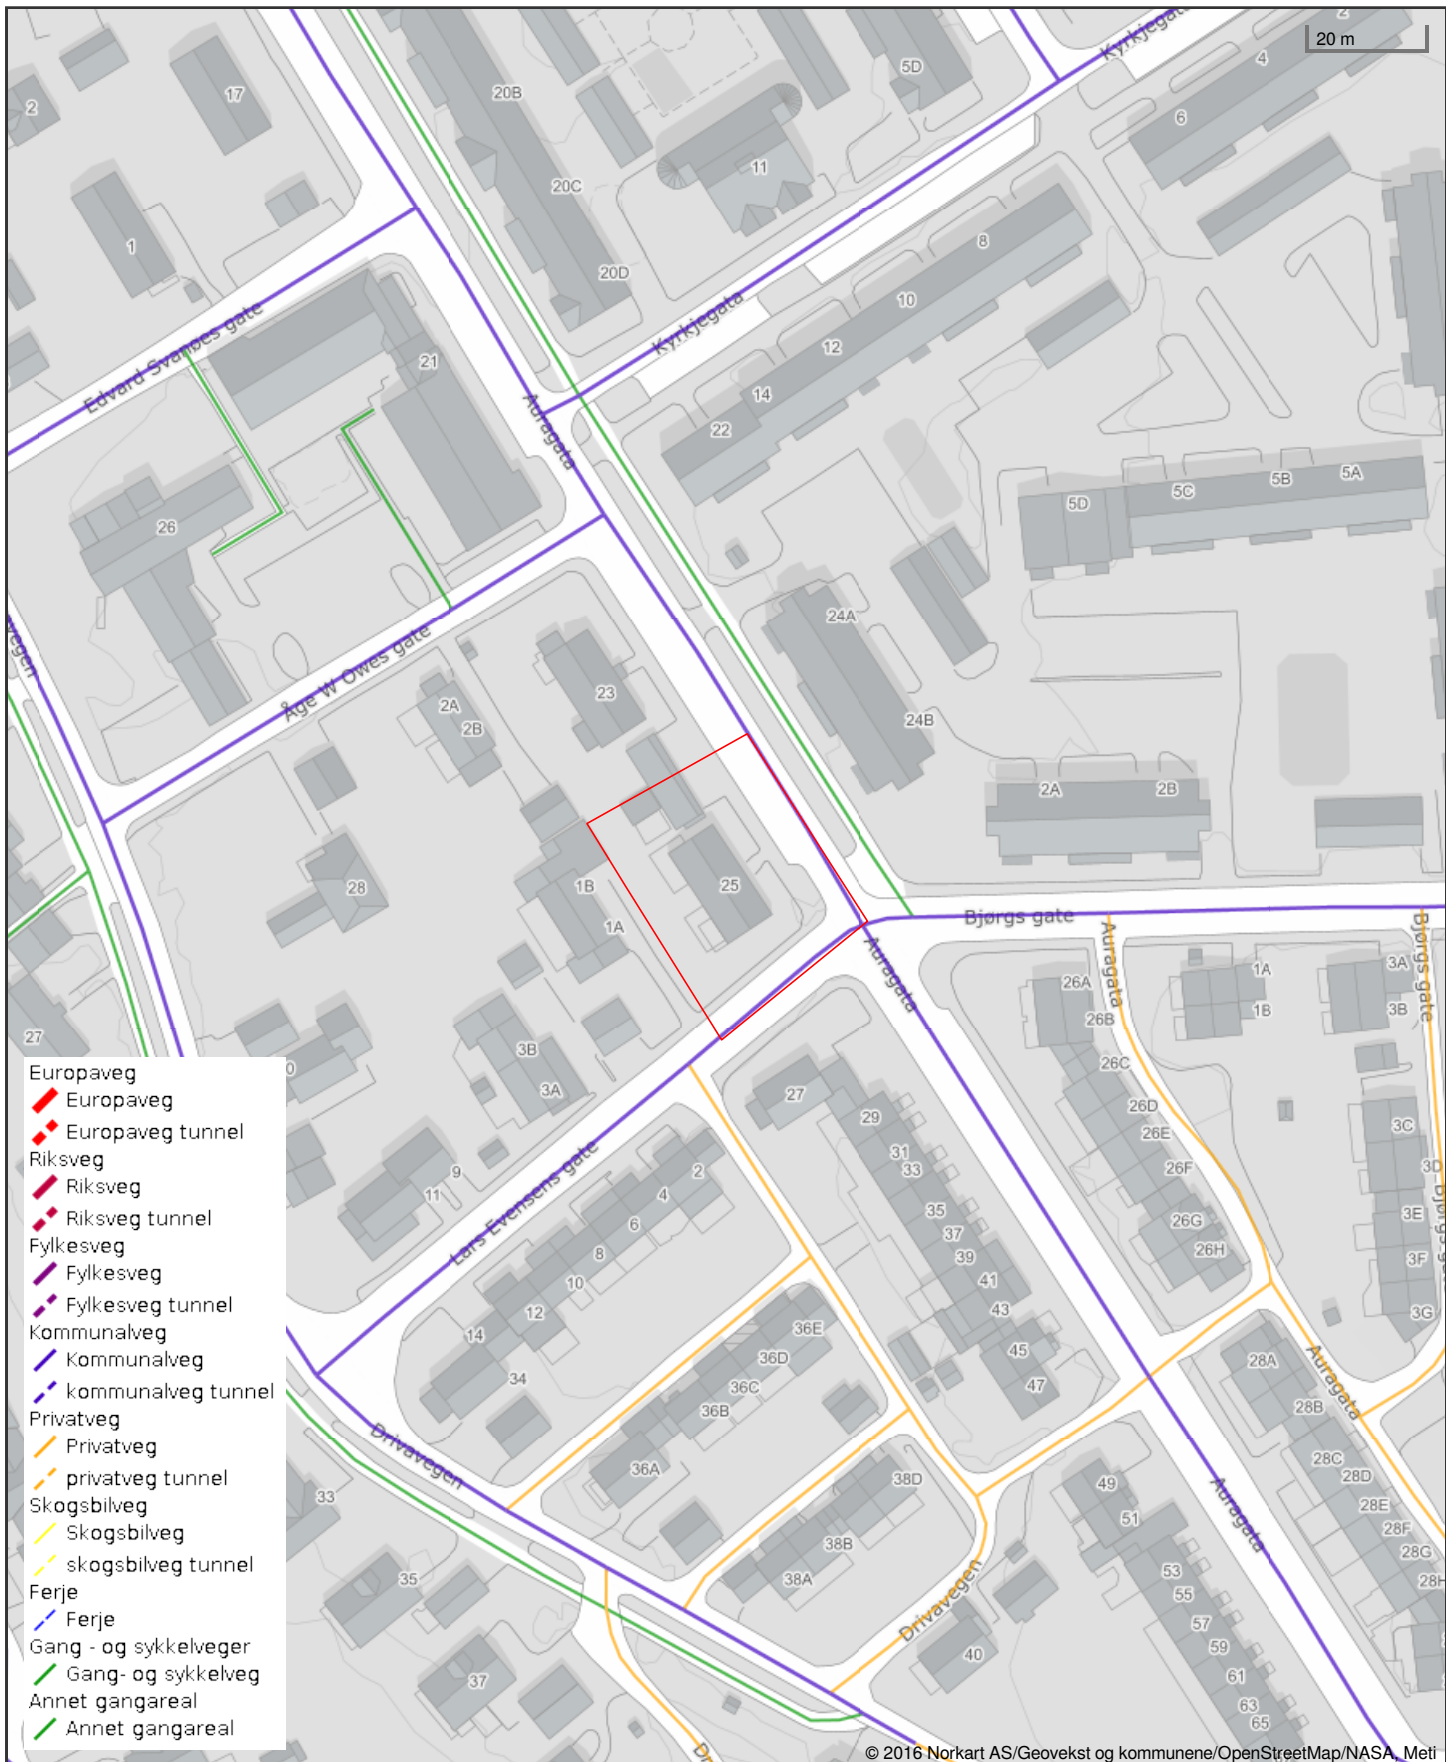 20 m
2
17
20B
5D
Kyrkjegata
2
4
6
11
20C
1
20D
8
10
Edvard Svanbes gate
Kyrkjegata
12
21
14
22
Auragata
26
5D
5C
5B
5A
24A
Åge W Owes gate
2A
2B
23
24B
2A
2B
28
1B
25
1A
Bjørgs gate
Auragata
Auragata
Bjørgs gate
26A
1A
3A
26B
1B
3B
27
3B
3A
26C
27
29
26D
26E
3C
31
33
26F
3D
9
11
2
4
6
35
37
26G
3E
Lars Evensens gate
8
39
26H
3F
10
41
12
43
3G
14
36E
45
34
36D
47
28A
Auragata
36C
36B
28B
Drivavegen
36A
38D
49
28C
28D
33
51
Auragata
28E
38B
28F
35
38A
53
28G
55
28H
Drivavegen
57
59
40
61
37
63
65
Europaveg
Europaveg
Europaveg tunnel
Riksveg
Riksveg
Riksveg tunnel
Fylkesveg
Fylkesveg
Fylkesveg tunnel
Kommunalveg
Kommunalveg
kommunalveg tunnel
Privatveg
Privatveg
privatveg tunnel
Skogsbilveg
Skogsbilveg
skogsbilveg tunnel
Ferje
Ferje
Gang - og sykkelveger
Gang- og sykkelveg
Annet gangareal
Annet gangareal
© 2016 Norkart AS/Geovekst og kommunene/OpenStreetMap/NASA, Meti